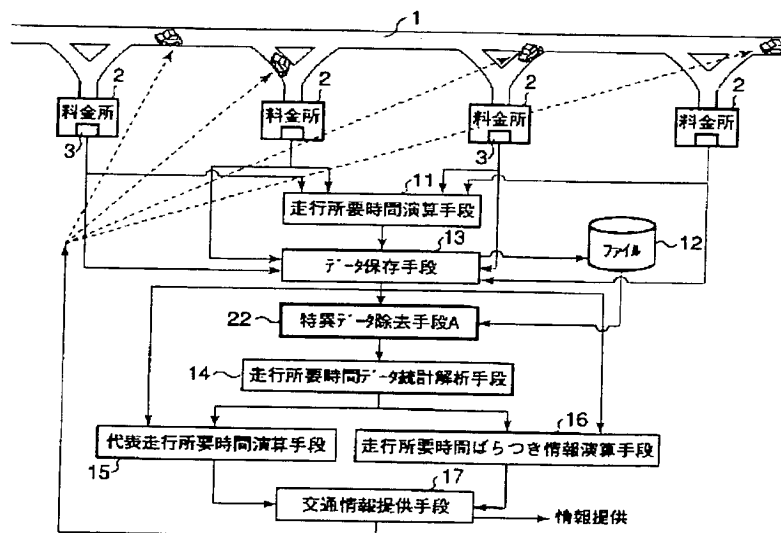 1
2
2
2
2
料金所
料金所
料金所
料金所
3
3
11
走行所要時間演算手段
13
データ保存手段
ファイル
12
22
特異データ除去手段A
14
走行所要時間データ統計解析手段
代表走行所要時間演算手段
15
16
走行所要時間ばらつき情報演算手段
17
交通情報提供手段
情報提供